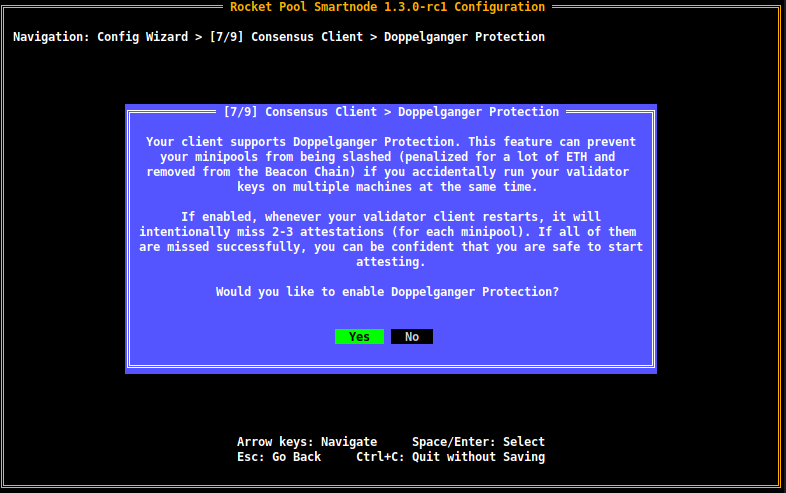 Rocket Pool Smartnode 1.3.0-rc1 Configuration
Navigation: Config Wizard > [7/9] Consensus Client > Doppelganger Protection
[7/9] Consensus Client > Doppelganger Protection
Your client supports Doppelganger Protection. This feature can prevent
your minipools from being slashed (penalized for a lot of ETH and
removed from the Beacon Chain) if you accidentally run your validator
keys on multiple machines at the same time.
If enabled, whenever your validator client restarts, it will
intentionally miss 2-3 attestations (for each minipool). If all of them
are missed successfully, you can be confident that you are safe to start
attesting.
Would you like to enable Doppelganger Protection?
Yes No
Arrow keys: Navigate Space/Enter: Select
Esc: Go Back Ctrl+C: Quit without Saving